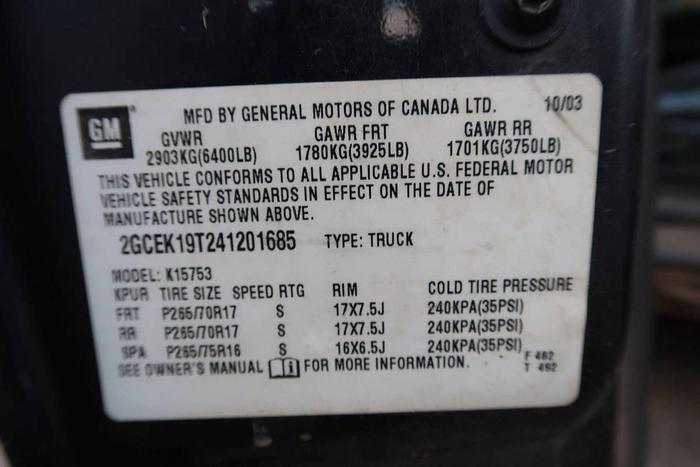 GM
MFD BY GENERAL MOTORS OF CANADA LTD. 10/03
GVWR GAWR FRT GAWR RR
2903KG(6400LB) 1780KG(3925LB) 1701KG(3750LB)
THIS VEHICLE CONFORMS TO ALL APPLICABLE U.S. FEDERAL MOTOR
VEHICLE SAFETY STANDARDS IN EFFECT ON THE DATE OF
MANUFACTURE SHOWN ABOVE.
2GCEK19T241201685 TYPE: TRUCK
MODEL: K15753
KPUR TIRE SIZE SPEED RTG RIM COLD TIRE PRESSURE
FRT P265/70R17 S 17X7.5J 240KPA(35PSI)
RR P265/70R17 S 17X7.5J 240KPA(35PSI)
SPA P265/75R16 S 16X6.5J 240KPA(35PSI)
SEE OWNER'S MANUAL FOR MORE INFORMATION. F 482
T 492